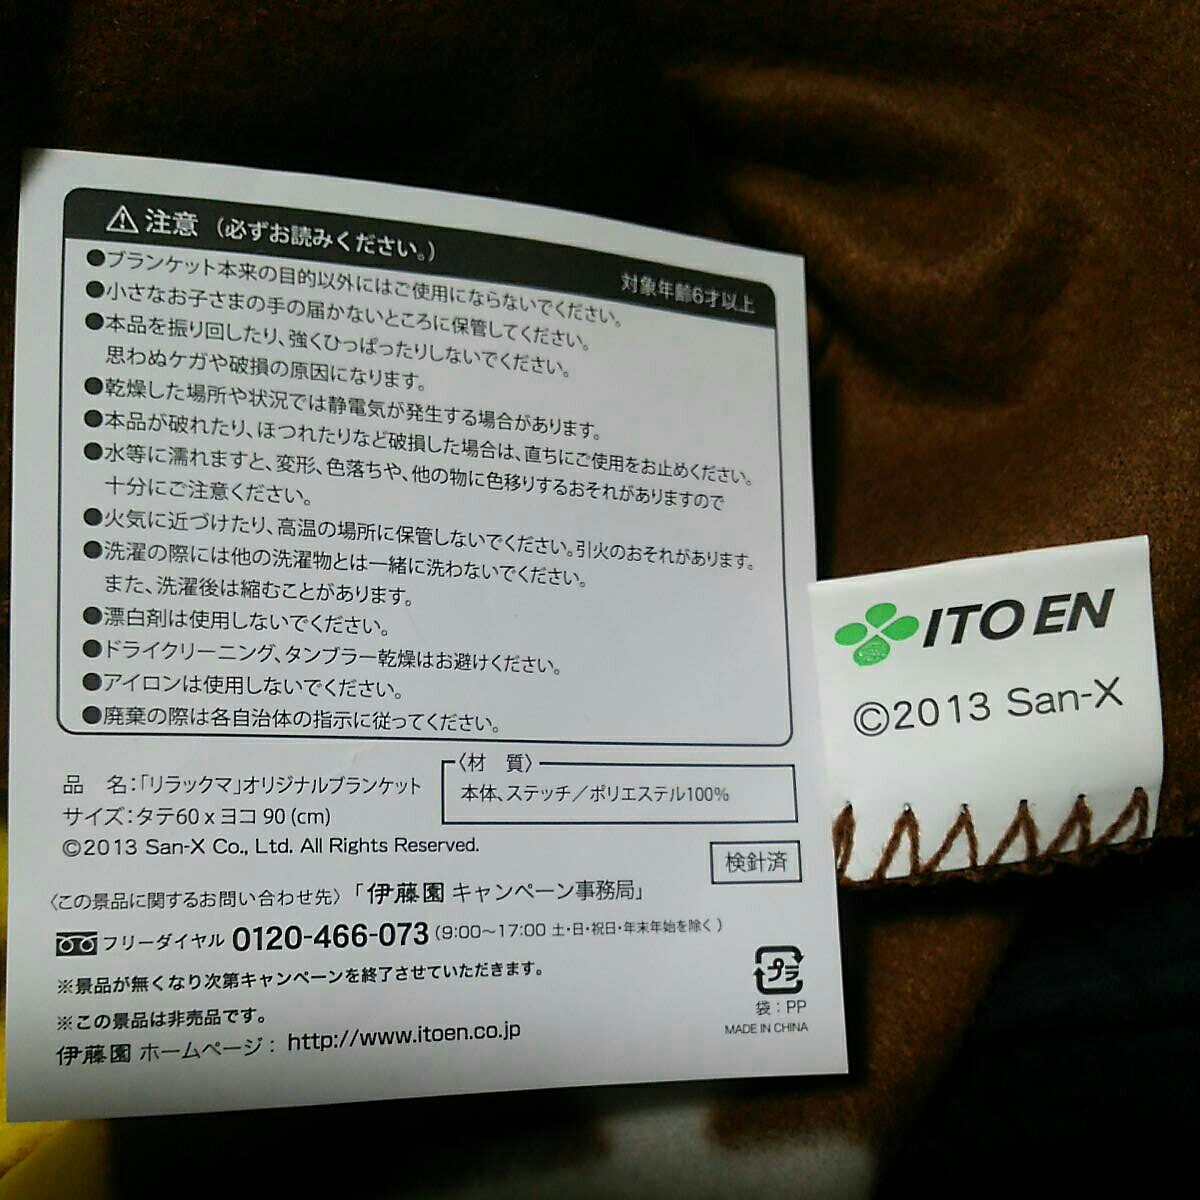 注意（必ずお読みください。）
対象年齢6才以上
●ブランケット本来の目的以外にはご使用にならないでください。
●小さなお子さまの手の届かないところに保管してください。
●本品を振り回したり、強くひっぱったりしないでください。
思わぬケガや破損の原因になります。
●乾燥した場所や状況では静電気が発生する場合があります。
●本品が破れたり、ほつれたりなど破損した場合は、直ちにご使用をお止めください。
●水等に濡れますと、変形、色落ちや、他の物に色移りするおそれがありますので
十分にご注意ください。
●火気に近づけたり、高温の場所に保管しないでください。引火のおそれがあります。
●洗濯の際には他の洗濯物とは一緒に洗わないでください。
また、洗濯後は縮むことがあります。
●漂白剤は使用しないでください。
●ドライクリーニング、タンブラー乾燥はお避けください。
●アイロンは使用しないでください。
●廃棄の際は各自治体の指示に従ってください。
品 名：「リラックマ」オリジナルブランケット
サイズ：タテ60 x ヨコ 90 (cm)
©2013 San-X Co., Ltd. All Rights Reserved.
〈材 質〉
本体、ステッチ／ポリエステル100%
検針済
〈この景品に関するお問い合わせ先〉「伊藤園 キャンペーン事務局」
フリーダイヤル 0120-466-073（9:00〜17:00 土・日・祝日・年末年始を除く）
※景品が無くなり次第キャンペーンを終了させていただきます。
※この景品は非売品です。
伊藤園 ホームページ： http://www.itoen.co.jp
プラ
袋：PP
MADE IN CHINA
ITO EN
©2013 San-X